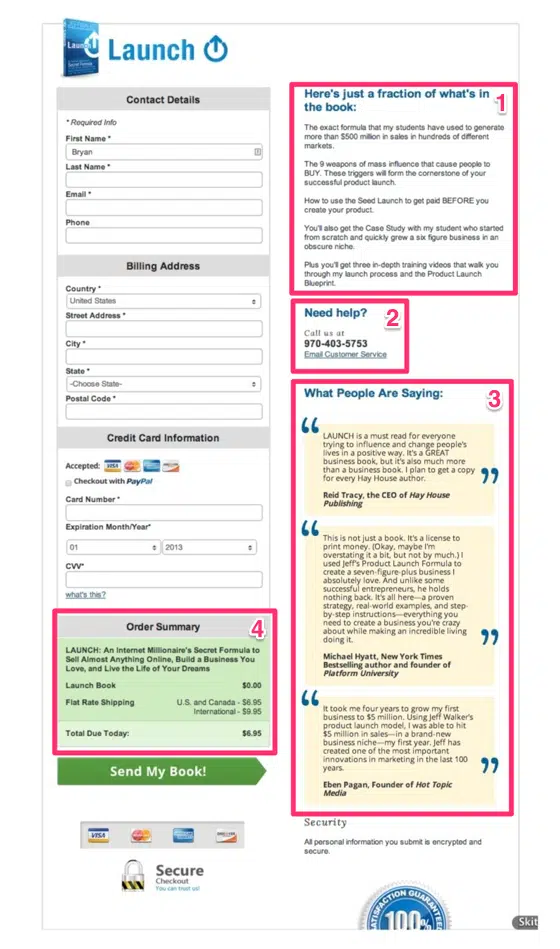 Launch
Contact Details
* Required Info
First Name *
Bryan
Last Name *
Email *
Phone
Billing Address
Country *
United States
Street Address *
City *
State *
-Choose State-
Postal Code *
Credit Card Information
Accepted: VISA
Checkout with PayPal
Card Number *
Expiration Month/Year*
01 2013
CVV*
what's this?
Order Summary
4
LAUNCH: An Internet Millionaire's Secret Formula to
Sell Almost Anything Online, Build a Business You
Love, and Live the Life of Your Dreams
Launch Book $0.00
Flat Rate Shipping U.S. and Canada - $6.95
International - $9.95
Total Due Today: $6.95
Send My Book!
VISA
Secure
Checkout
You can trust us!
Here's just a fraction of what's in
the book:
1
The exact formula that my students have used to generate
more than $500 million in sales in hundreds of different
markets.
The 9 weapons of mass influence that cause people to
BUY. These triggers will form the cornerstone of your
successful product launch.
How to use the Seed Launch to get paid BEFORE you
create your product.
You'll also get the Case Study with my student who started
from scratch and quickly grew a six figure business in an
obscure niche.
Plus you'll get three in-depth training videos that walk you
through my launch process and the Product Launch
Blueprint.
Need help?
2
Call us at
970-403-5753
Email Customer Service
What People Are Saying:
3
“
LAUNCH is a must read for everyone
trying to influence and change people's
lives in a positive way. It's a GREAT
business book, but it's also much more
than a business book. I plan to get a copy
for every Hay House author.
”
Reid Tracy, the CEO of Hay House
Publishing
“
This is not just a book. It's a license to
print money. (Okay, maybe I'm
overstating it a bit, but not by much.) I
used Jeff's Product Launch Formula to
create a seven-figure-plus business I
absolutely love. And unlike some
successful entrepreneurs, he holds
nothing back. It's all here—a proven
strategy, real-world examples, and step-
by-step instructions—everything you
need to create a business you're crazy
about while making an incredible living
doing it.
”
Michael Hyatt, New York Times
Bestselling author and founder of
Platform University
“
It took me four years to grow my first
business to $5 million. Using Jeff Walker's
product launch model, I was able to hit
$5 million in sales—in a brand-new
business niche—my first year. Jeff has
created one of the most important
innovations in marketing in the last 100
years.
”
Eben Pagan, Founder of Hot Topic
Media
Security
All personal information you submit is encrypted and
secure.
SATISFACTION GUARANTEE
100%
Skit